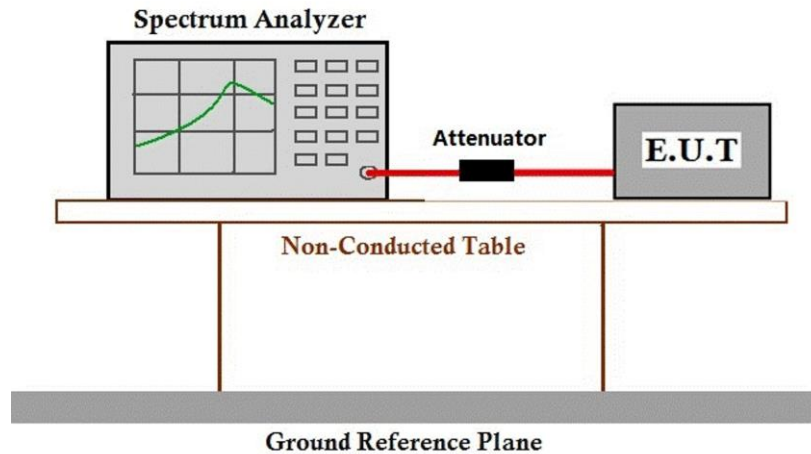 Spectrum Analyzer
Attenuator
E.U.T
Non-Conducted Table
Ground Reference Plane